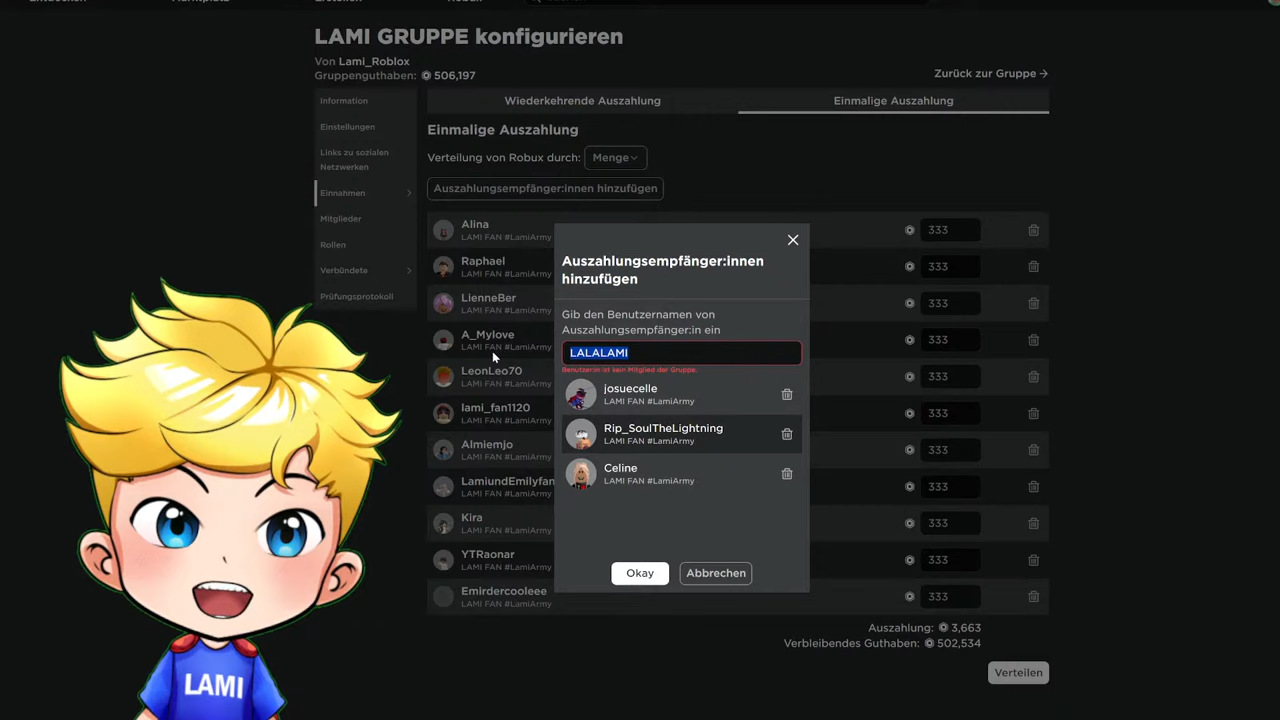 LAMI GRUPPE konfigurieren
Von Lami_Roblox
Gruppenguthaben: 506,197
Zurück zur Gruppe →
Information
Einstellungen
Links zu sozialen
Netzwerken
Einnahmen
Mitglieder
Rollen
Verbündete
Prüfungsprotokoll
Wiederkehrende Auszahlung
Einmalige Auszahlung
Einmalige Auszahlung
Verteilung von Robux durch: Menge
Auszahlungsempfänger:innen hinzufügen
Alina
LAMI FAN #LamiArmy
333
Raphael
LAMI FAN #LamiArmy
333
LienneBer
LAMI FAN #LamiArmy
333
A_Mylove
LAMI FAN #LamiArmy
333
LeonLeo70
LAMI FAN #LamiArmy
333
lami_fan1120
LAMI FAN #LamiArmy
333
Almiemjo
LAMI FAN #LamiArmy
333
LamiundEmilyfan
LAMI FAN #LamiArmy
333
Kira
LAMI FAN #LamiArmy
333
YTRaonar
LAMI FAN #LamiArmy
333
Emirdercooleee
LAMI FAN #LamiArmy
333
Auszahlungsempfänger:innen
hinzufügen
Gib den Benutzernamen von
Auszahlungsempfänger:in ein
LALALAMI
Benutzer:in ist kein Mitglied der Gruppe.
josuecelle
LAMI FAN #LamiArmy
Rip_SoulTheLightning
LAMI FAN #LamiArmy
Celine
LAMI FAN #LamiArmy
Okay
Abbrechen
Auszahlung: 3,663
Verbleibendes Guthaben: 502,534
Verteilen
LAMI